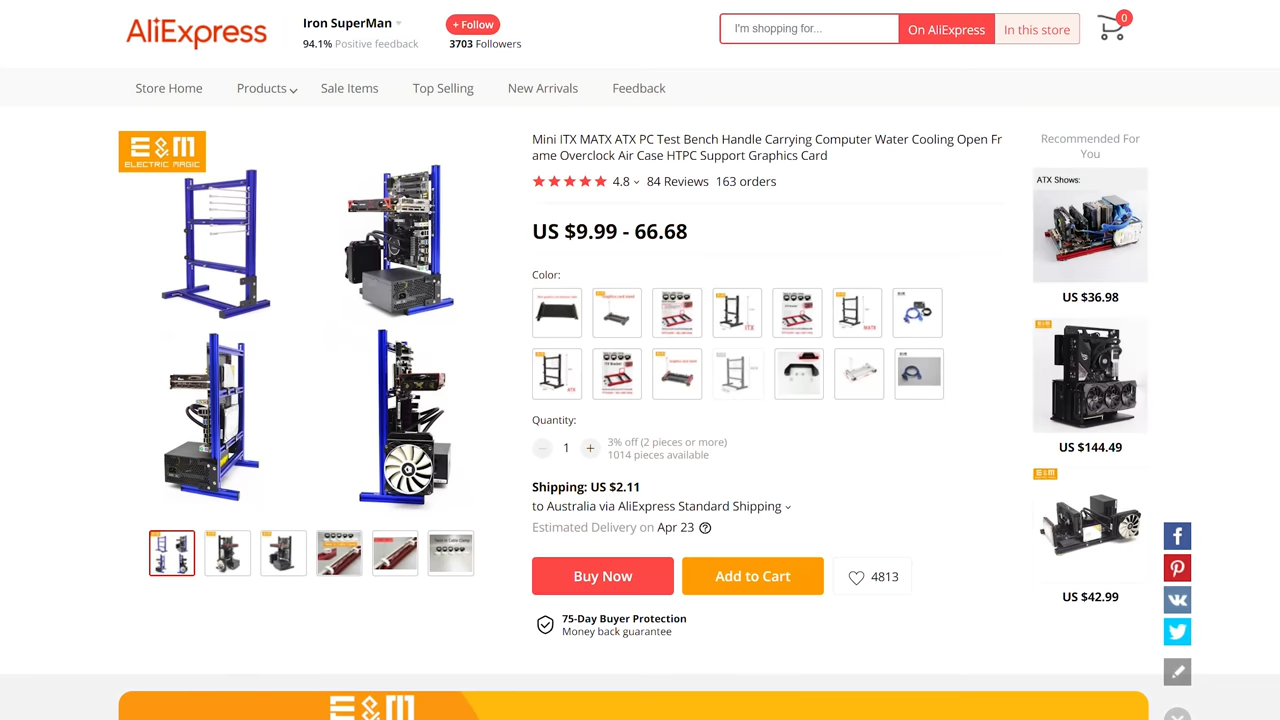 AliExpress
Iron SuperMan
94.1% Positive feedback
+ Follow
3703 Followers
I'm shopping for...
On AliExpress
In this store
0
Store Home
Products
Sale Items
Top Selling
New Arrivals
Feedback
E&M
ELECTRIC MAGIC
Mini ITX MATX ATX PC Test Bench Handle Carrying Computer Water Cooling Open Fr
ame Overclock Air Case HTPC Support Graphics Card
4.8
84 Reviews
163 orders
US $9.99 - 66.68
Color:
ITX
MATX
ATX
Quantity:
1
3% off (2 pieces or more)
1014 pieces available
Shipping: US $2.11
to Australia via AliExpress Standard Shipping
Estimated Delivery on Apr 23
Buy Now
Add to Cart
4813
75-Day Buyer Protection
Money back guarantee
Recommended For
You
ATX Shows:
US $36.98
E&M
US $144.49
E&M
US $42.99
E&M